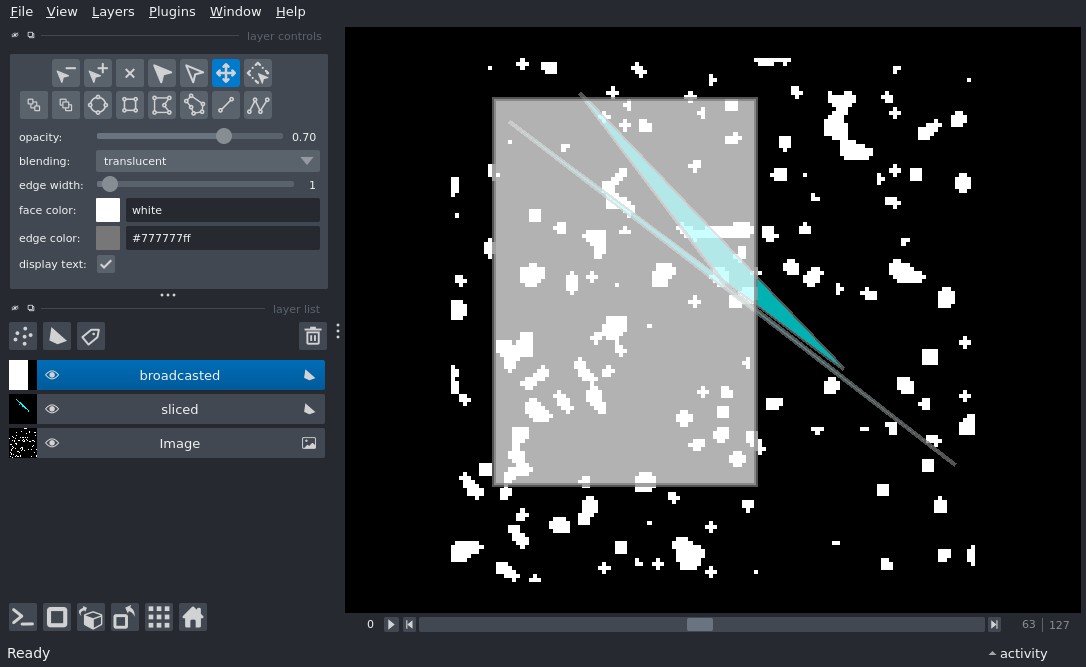 File View Layers Plugins Window Help
layer controls
opacity: 0.70
blending: translucent
edge width: 1
face color: white
edge color: #777777ff
display text:
layer list
broadcasted
sliced
Image
0 63 127
Ready activity